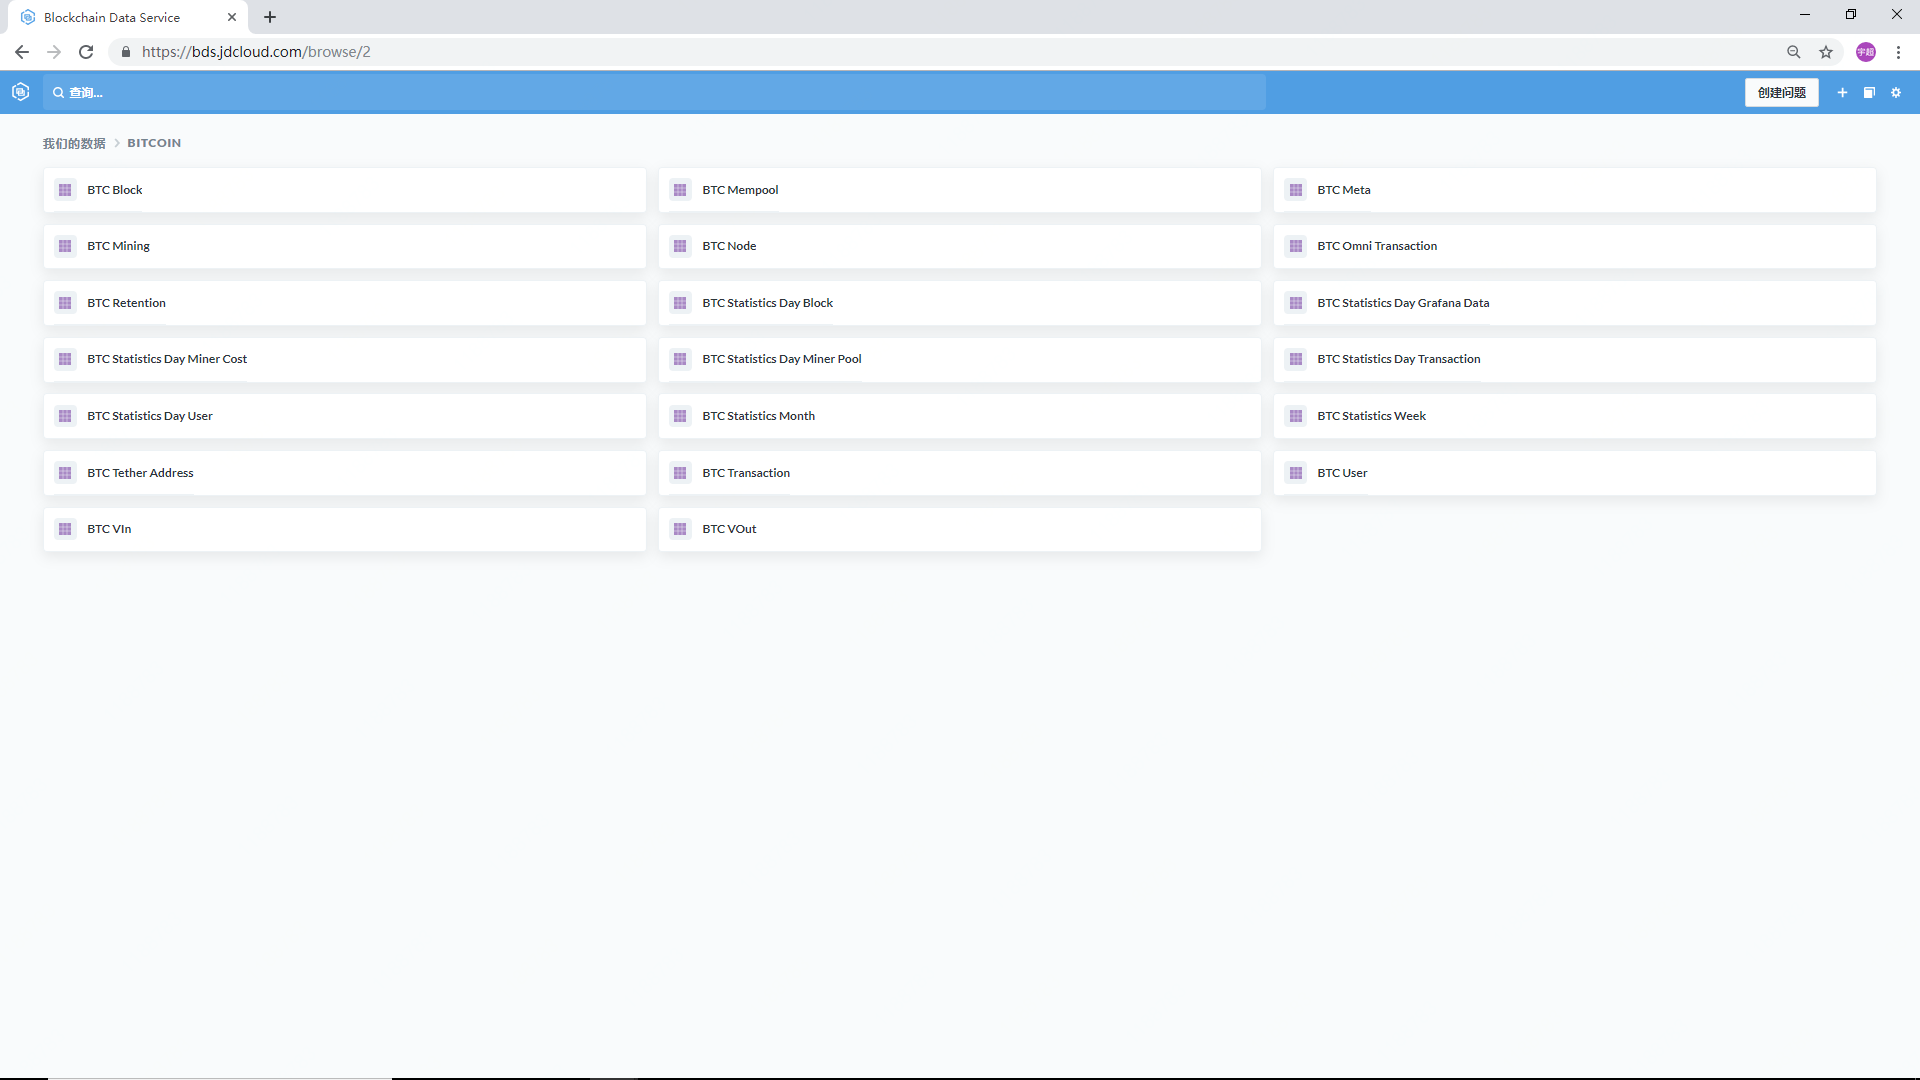 Blockchain Data Service
https://bds.jdcloud.com/browse/2
宇超
查询...
创建问题
我们的数据 > BITCOIN
BTC Block
BTC Mempool
BTC Meta
BTC Mining
BTC Node
BTC Omni Transaction
BTC Retention
BTC Statistics Day Block
BTC Statistics Day Grafana Data
BTC Statistics Day Miner Cost
BTC Statistics Day Miner Pool
BTC Statistics Day Transaction
BTC Statistics Day User
BTC Statistics Month
BTC Statistics Week
BTC Tether Address
BTC Transaction
BTC User
BTC VIn
BTC VOut